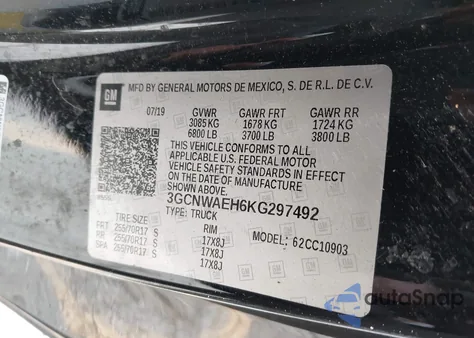 GM
MFD BY GENERAL MOTORS DE MEXICO, S. DE R.L. DE C.V.
07/19 GVWR GAWR FRT GAWR RR
3085 KG 1678 KG 1724 KG
6800 LB 3700 LB 3800 LB
THIS VEHICLE CONFORMS TO ALL
APPLICABLE U.S. FEDERAL MOTOR
VEHICLE SAFETY STANDARDS IN EFFECT
ON THE DATE OF MANUFACTURE
SHOWN ABOVE.
3GCNWAEH6KG297492
TYPE: TRUCK MODEL: 62CC10903
TIRE SIZE RIM
FRT 255/70R17 S 17X8J
RR 255/70R17 S 17X8J
SPA 255/70R17 S 17X8J
autoSnap